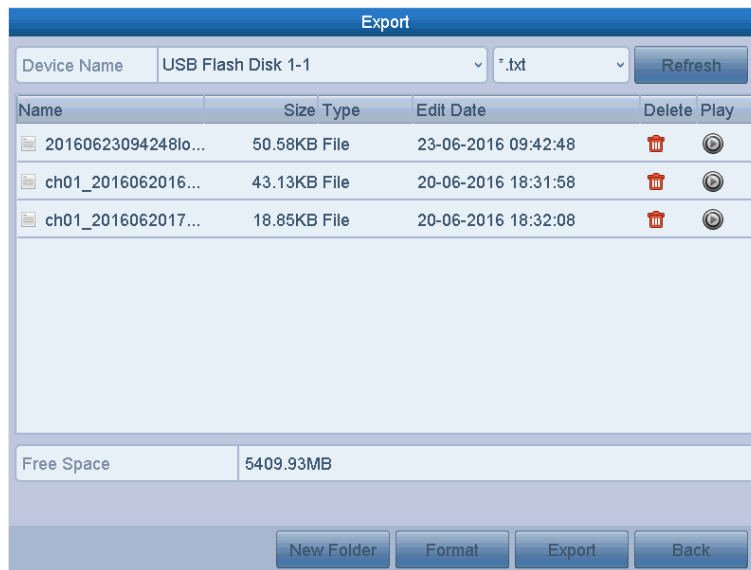 Export
Device Name USB Flash Disk 1-1 *.txt Refresh
Name Size Type Edit Date Delete Play
20160623094248lo... 50.58KB File 23-06-2016 09:42:48
ch01_2016062016... 43.13KB File 20-06-2016 18:31:58
ch01_2016062017... 18.85KB File 20-06-2016 18:32:08
Free Space 5409.93MB
New Folder Format Export Back